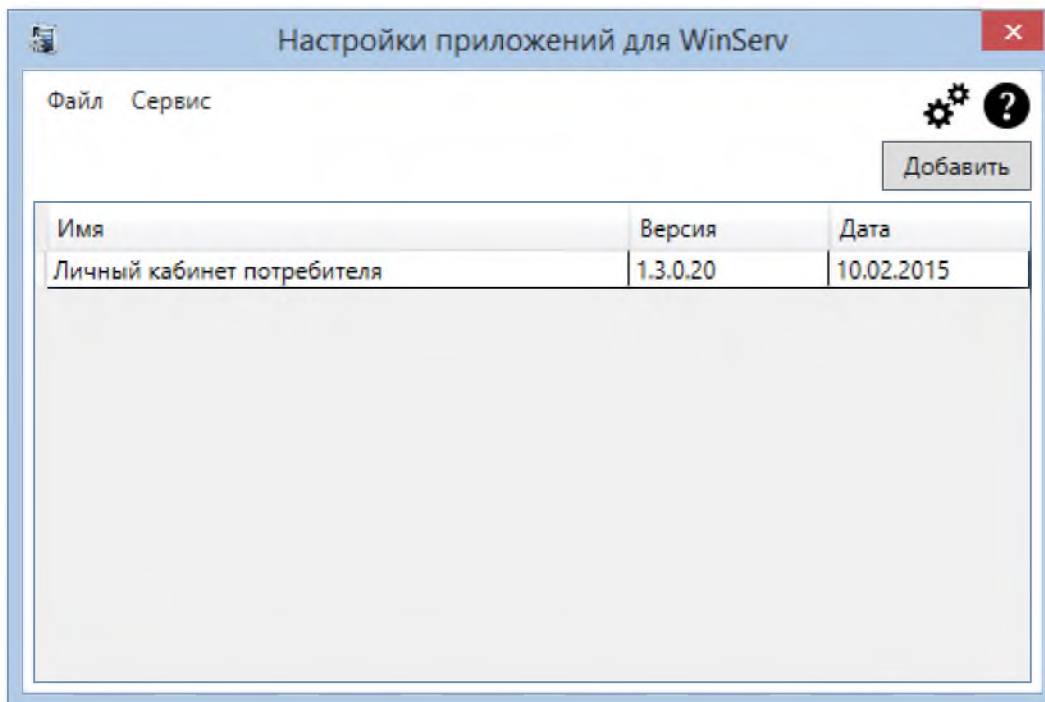 Настройки приложений для WinServ
Файл Сервис
Добавить
Имя Версия Дата
Личный кабинет потребителя 1.3.0.20 10.02.2015